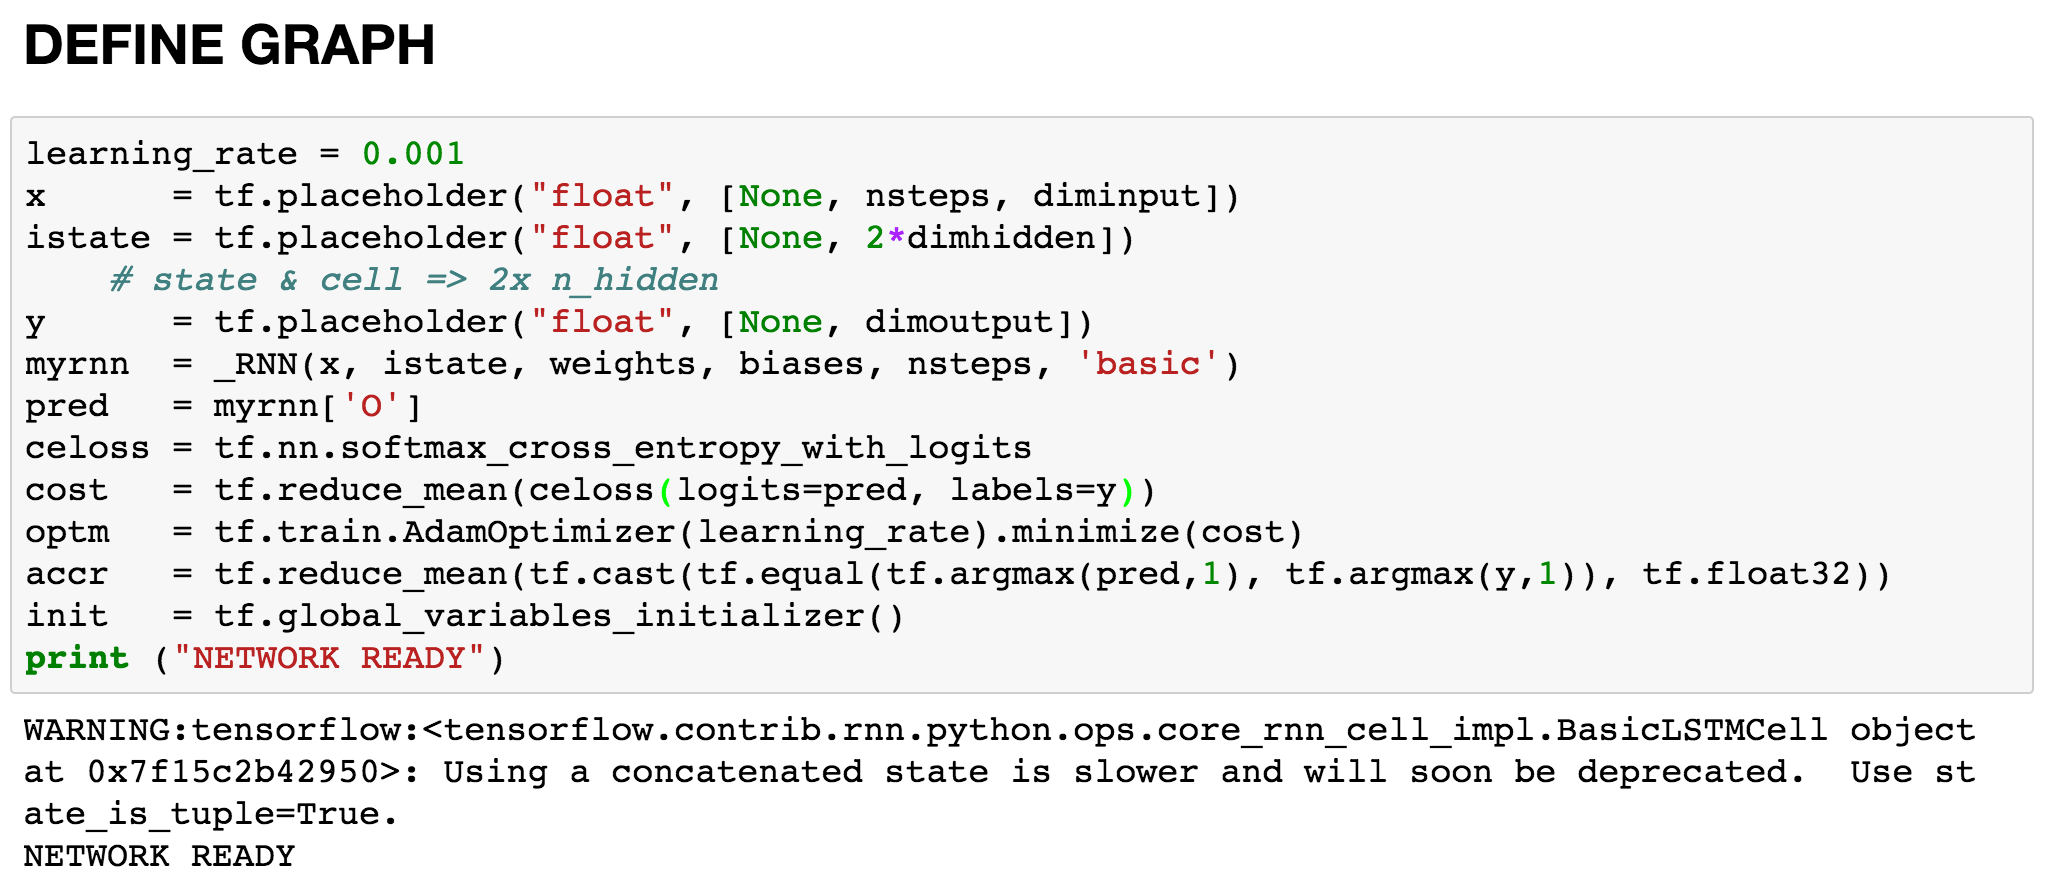 DEFINE GRAPH
learning_rate = 0.001
x      = tf.placeholder("float", [None, nsteps, diminput])
istate = tf.placeholder("float", [None, 2*dimhidden])
    # state & cell => 2x n_hidden
y      = tf.placeholder("float", [None, dimoutput])
myrnn  = _RNN(x, istate, weights, biases, nsteps, 'basic')
pred   = myrnn['O']
celoss = tf.nn.softmax_cross_entropy_with_logits
cost   = tf.reduce_mean(celoss(logits=pred, labels=y))
optm   = tf.train.AdamOptimizer(learning_rate).minimize(cost)
accr   = tf.reduce_mean(tf.cast(tf.equal(tf.argmax(pred,1), tf.argmax(y,1)), tf.float32))
init   = tf.global_variables_initializer()
print ("NETWORK READY")
WARNING:tensorflow:<tensorflow.contrib.rnn.python.ops.core_rnn_cell_impl.BasicLSTMCell object
at 0x7f15c2b42950>: Using a concatenated state is slower and will soon be deprecated.  Use st
ate_is_tuple=True.
NETWORK READY